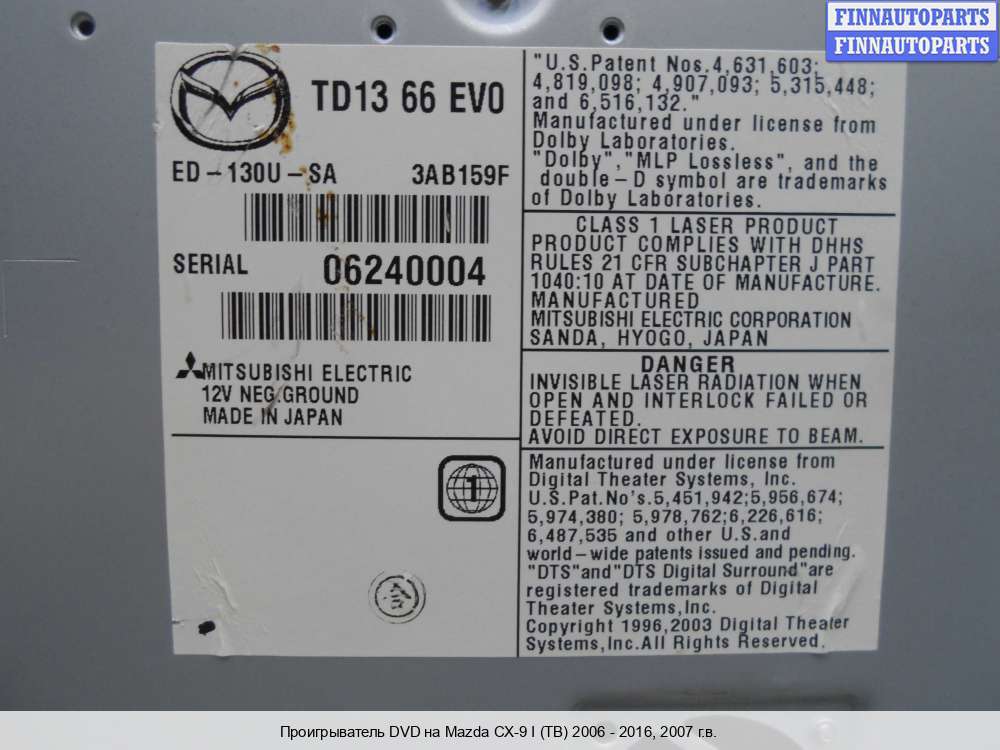 FINNAUTOPARTS
FINNAUTOPARTS
TD13 66 EVO
ED-130U-SA 3AB159F
SERIAL 06240004
MITSUBISHI ELECTRIC
12V NEG.GROUND
MADE IN JAPAN
1
"U.S.Patent Nos.4,631,603;
4,819,098; 4,907,093; 5,315,448;
and 6,516,132."
Manufactured under license from
Dolby Laboratories.
"Dolby","MLP Lossless", and the
double-D symbol are trademarks
of Dolby Laboratories.
CLASS 1 LASER PRODUCT
PRODUCT COMPLIES WITH DHHS
RULES 21 CFR SUBCHAPTER J PART
1040:10 AT DATE OF MANUFACTURE.
MANUFACTURED
MITSUBISHI ELECTRIC CORPORATION
SANDA, HYOGO, JAPAN
DANGER
INVISIBLE LASER RADIATION WHEN
OPEN AND INTERLOCK FAILED OR
DEFEATED.
AVOID DIRECT EXPOSURE TO BEAM.
Manufactured under license from
Digital Theater Systems, Inc.
U.S.Pat.No's.5,451,942;5,956,674;
5,974,380; 5,978,762;6,226,616;
6,487,535 and other U.S.and
world-wide patents issued and pending.
"DTS"and"DTS Digital Surround"are
registered trademarks of Digital
Theater Systems,Inc.
Copyright 1996,2003 Digital Theater
Systems,Inc.All Rights Reserved.
Проигрыватель DVD на Mazda CX-9 I (TB) 2006 - 2016, 2007 г.в.